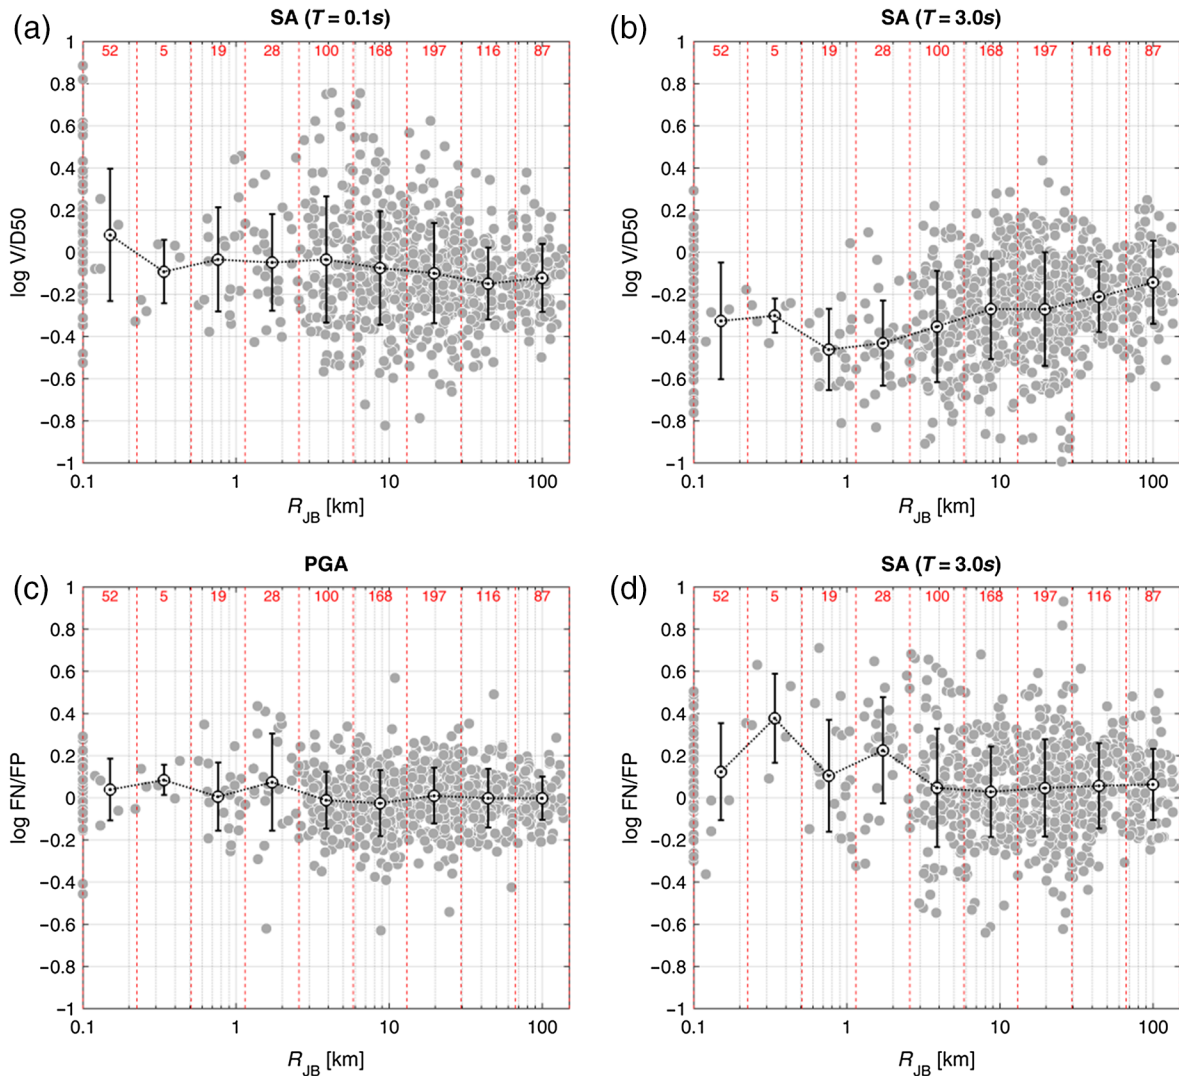 (a) SA (T = 0.1s)
52 5 19 28 100 168 197 116 87
1
0.8
0.6
0.4
0.2
0
−0.2
−0.4
−0.6
−0.8
−1
log V/D50
0.1 1 10 100
RJB [km]
(b) SA (T = 3.0s)
52 5 19 28 100 168 197 116 87
1
0.8
0.6
0.4
0.2
0
−0.2
−0.4
−0.6
−0.8
−1
log V/D50
0.1 1 10 100
RJB [km]
(c) PGA
52 5 19 28 100 168 197 116 87
1
0.8
0.6
0.4
0.2
0
−0.2
−0.4
−0.6
−0.8
−1
log FN/FP
0.1 1 10 100
RJB [km]
(d) SA (T = 3.0s)
52 5 19 28 100 168 197 116 87
1
0.8
0.6
0.4
0.2
0
−0.2
−0.4
−0.6
−0.8
−1
log FN/FP
0.1 1 10 100
RJB [km]